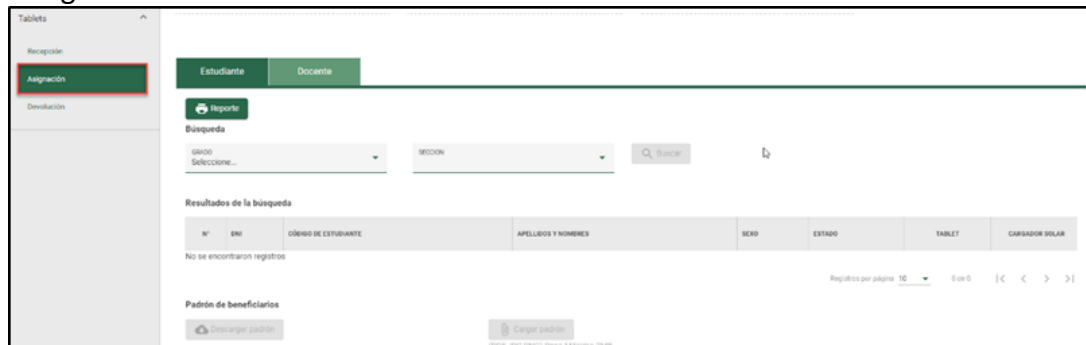 Tablets
Recepción
Asignación
Devolución
Estudiante Docente
Reporte
Búsqueda
GRADO
Seleccione...
SECCION
Buscar
Resultados de la búsqueda
N° DNI CÓDIGO DE ESTUDIANTE APELLIDOS Y NOMBRES SEXO ESTADO TABLET CARGADOR SOLAR
No se encontraron registros
Registros por página 10 0 de 0 |< < > >|
Padrón de beneficiarios
Descargar padrón Cargar padrón